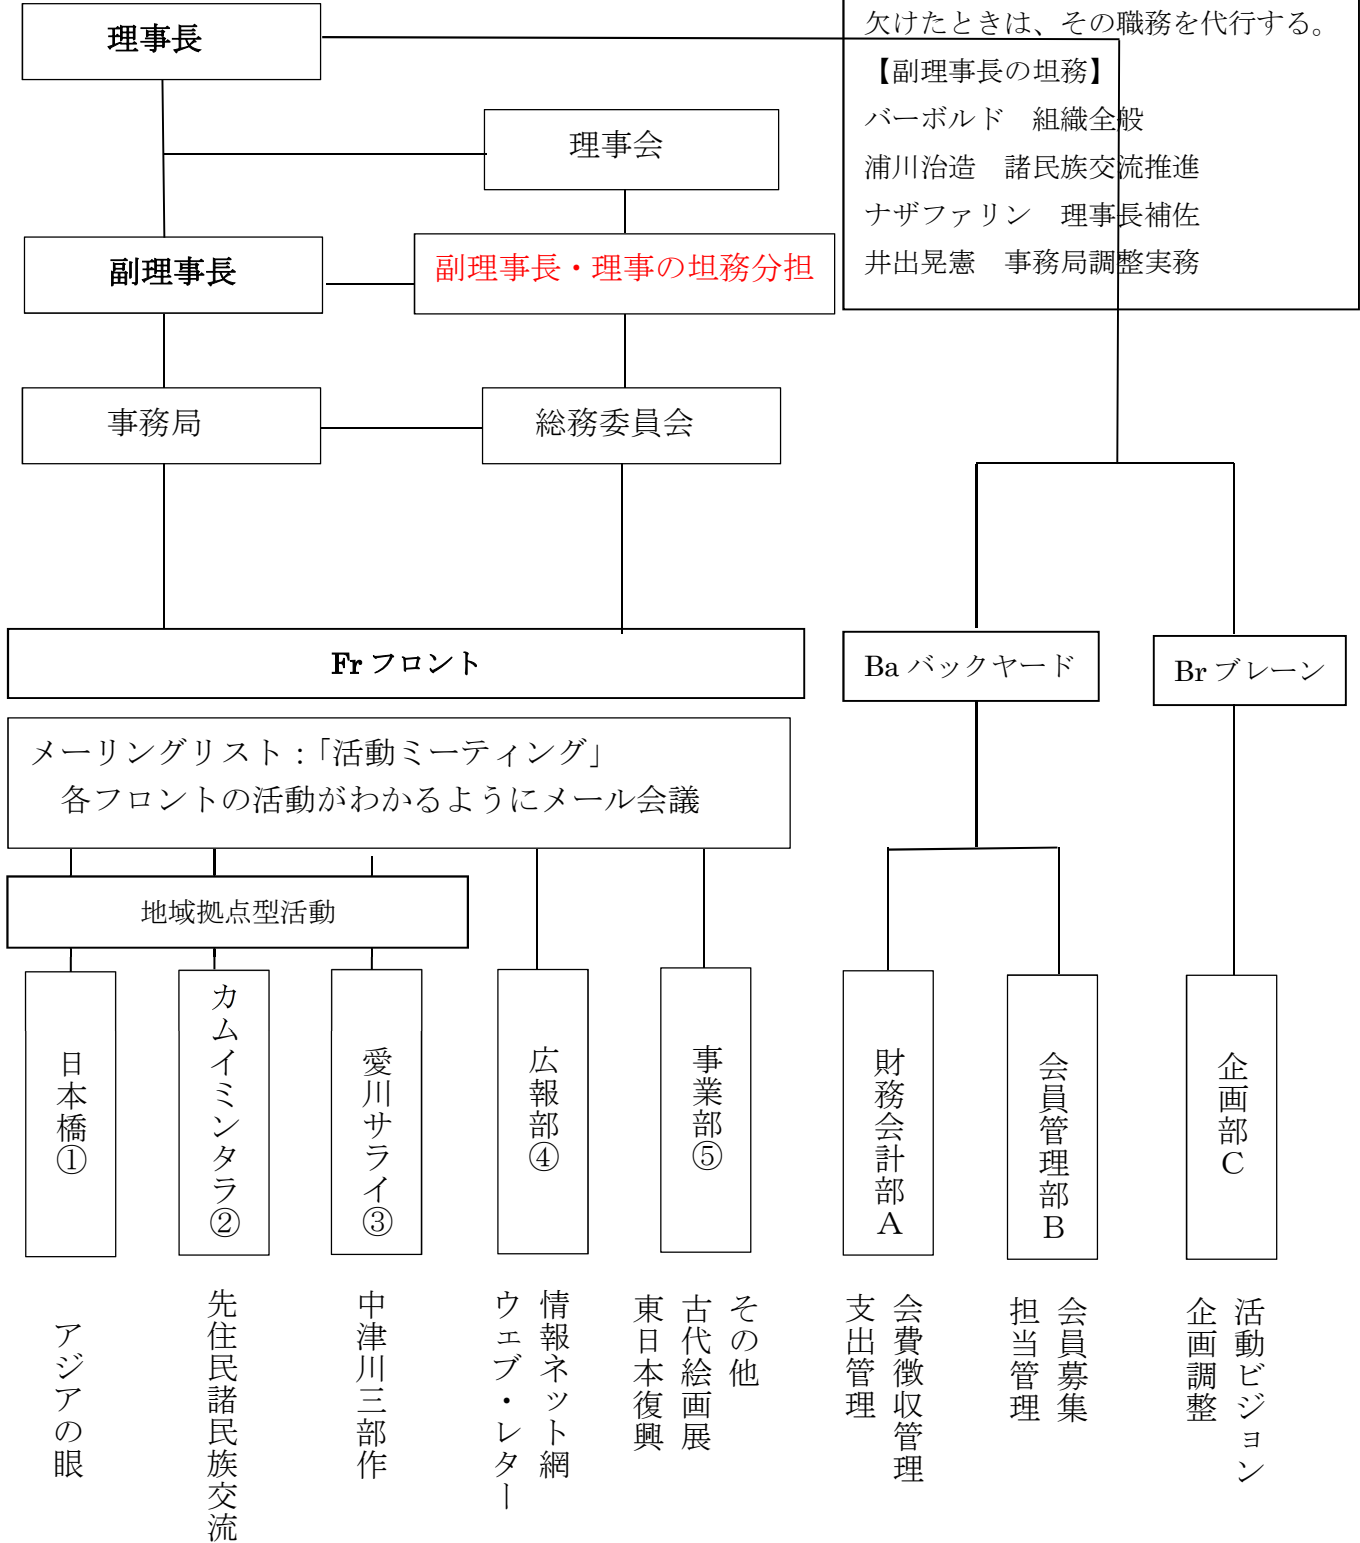 理事長
欠けたときは、その職務を代行する。
【副理事長の坦務】
バーボルド　組織全般
浦川治造　諸民族交流推進
ナザファリン　理事長補佐
井出晃憲　事務局調整実務
理事会
副理事長
副理事長・理事の坦務分担
事務局
総務委員会
Fr フロント
Ba バックヤード
Br ブレーン
メーリングリスト：「活動ミーティング」
各フロントの活動がわかるようにメール会議
地域拠点型活動
日本橋①
カムイミンタラ②
愛川サライ③
広報部④
事業部⑤
財務会計部A
会員管理部B
企画部C
アジアの眼
先住民諸民族交流
中津川三部作
情報ネット網
ウェブ・レター
その他
古代絵画展
東日本復興
会費徴収管理
支出管理
会員募集
担当管理
活動ビジョン
企画調整